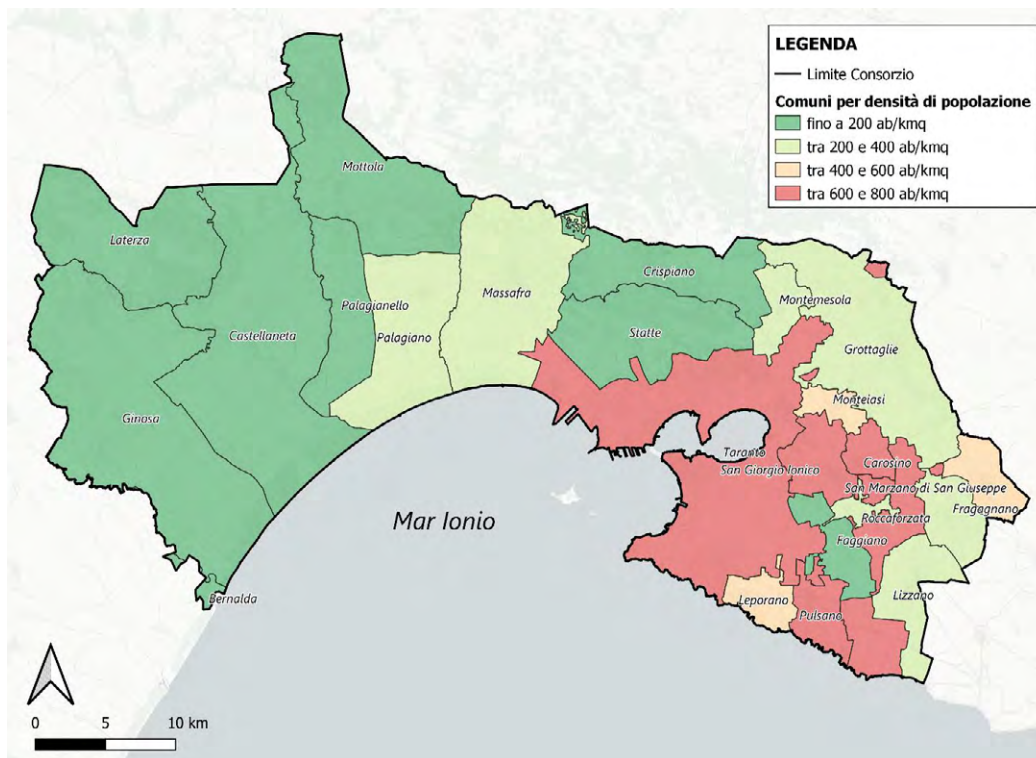 LEGENDA
Limite Consorzio
Comuni per densità di popolazione
fino a 200 ab/kmq
tra 200 e 400 ab/kmq
tra 400 e 600 ab/kmq
tra 600 e 800 ab/kmq
Mottola
Laterza
Crispiano
Massafra
Montemesola
Palagianello
Castellaneta
Palagiano
Statte
Grottaglie
Ginosa
Monteiasi
Taranto
Carosino
San Giorgio Ionico
San Marzano di San Giuseppe
Fragagnano
Roccaforzata
Mar Ionio
Faggiano
Bernalda
Leporano
Lizzano
Pulsano
0 5 10 km